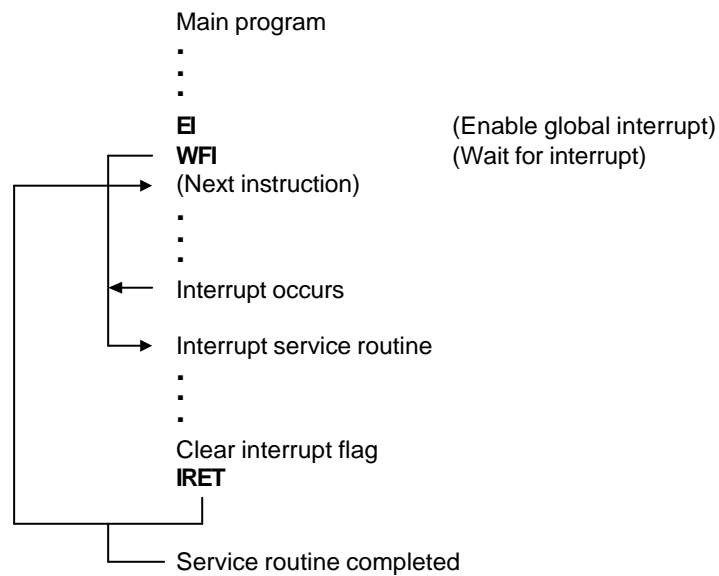 Main program
EI (Enable global interrupt)
WFI (Wait for interrupt)
(Next instruction)
Interrupt occurs
Interrupt service routine
Clear interrupt flag
IRET
Service routine completed